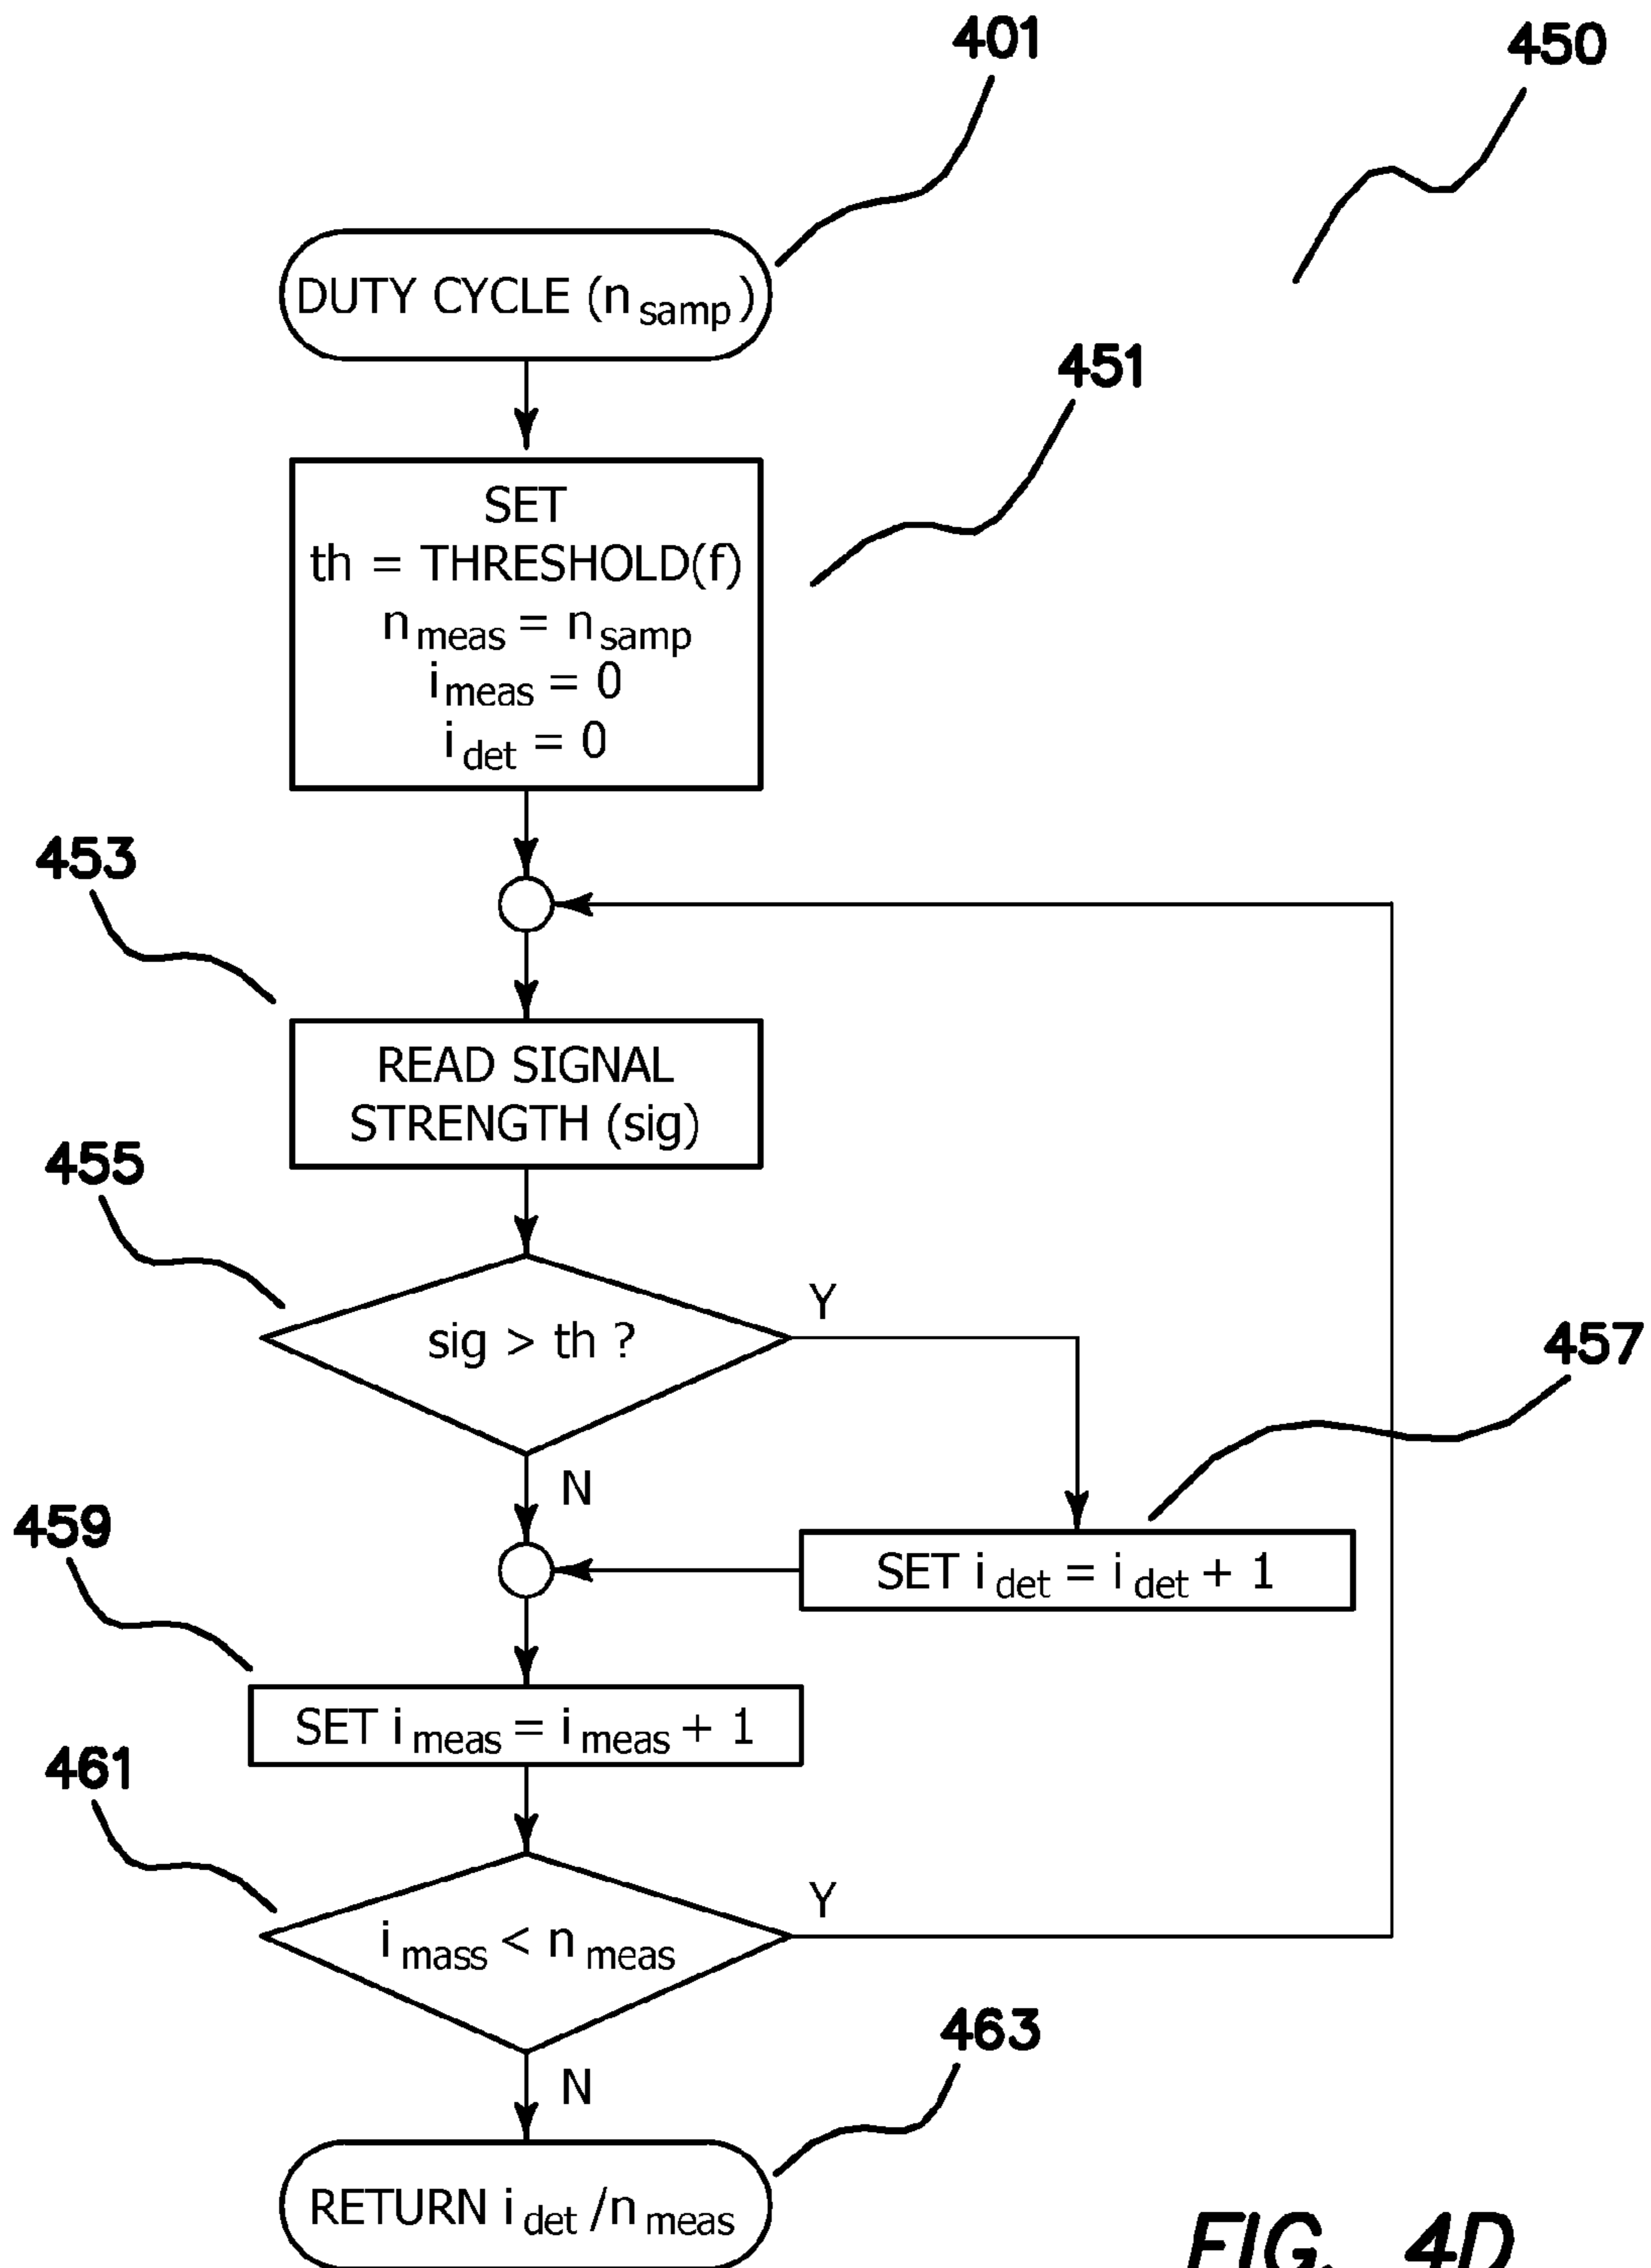 401
450
DUTY CYCLE (n samp)
451
SET
th = THRESHOLD(f)
n meas = n samp
i meas = 0
i det = 0
453
READ SIGNAL
STRENGTH (sig)
455
sig > th ?
Y
457
N
459
SET i det = i det + 1
SET i meas = i meas + 1
461
Y
i mass < n meas
463
N
RETURN i det /n meas
FIG. 4D